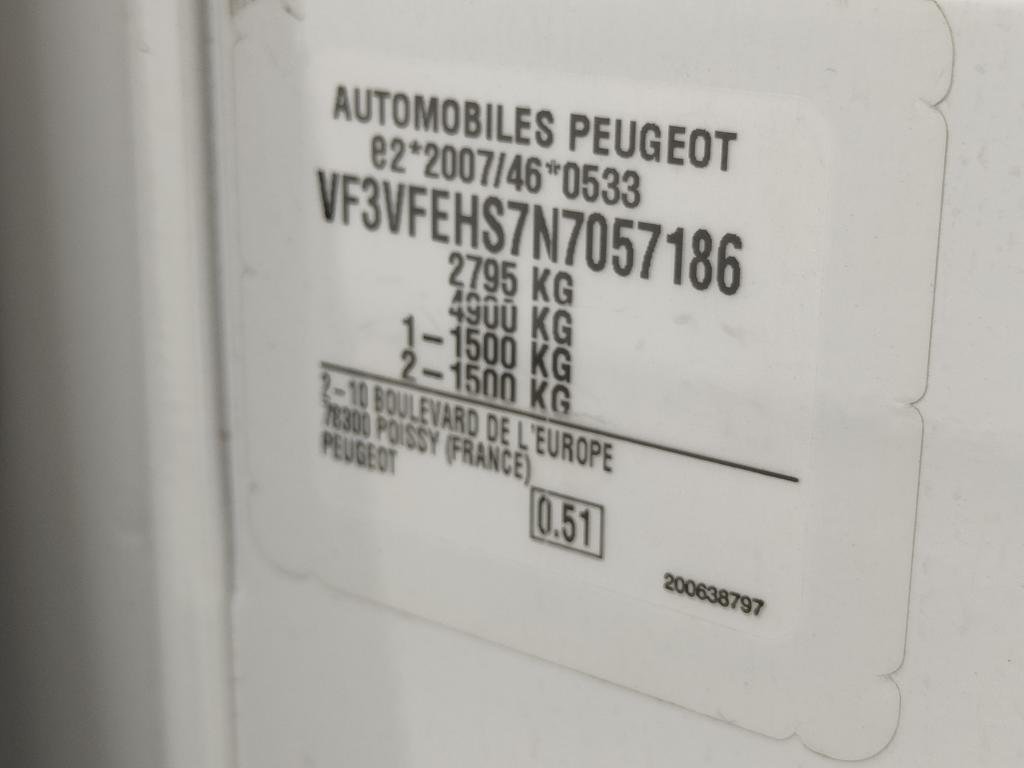 AUTOMOBILES PEUGEOT
e2*2007/46*0533
VF3VFEHS7N7057186
2795 KG
4900 KG
1-1500 KG
2-1500 KG
2-10 BOULEVARD DE L'EUROPE
78300 POISSY (FRANCE)
PEUGEOT
0.51
200638797